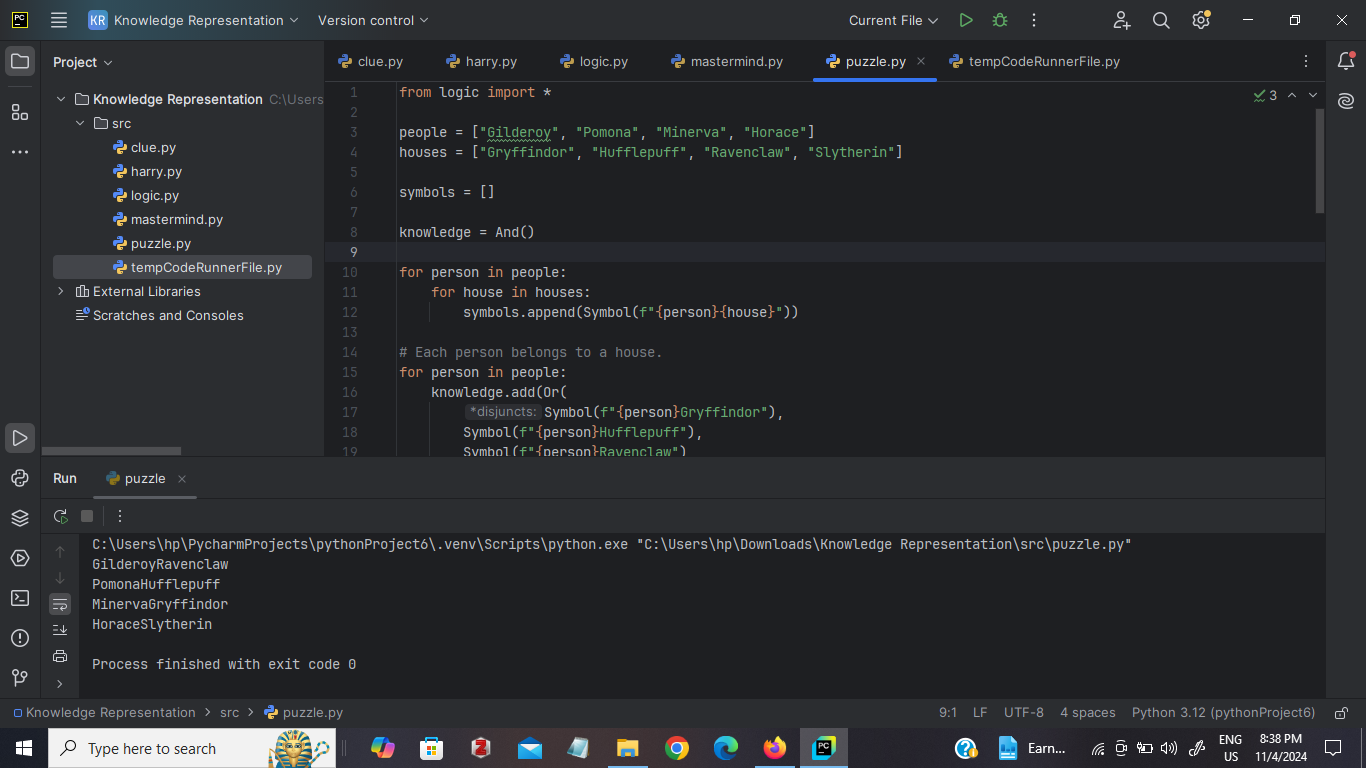 PC
KR Knowledge Representation
Version control
Current File
Project
clue.py
harry.py
logic.py
mastermind.py
puzzle.py
tempCodeRunnerFile.py
Knowledge Representation C:\Users
src
clue.py
harry.py
logic.py
mastermind.py
puzzle.py
tempCodeRunnerFile.py
External Libraries
Scratches and Consoles
3
1 from logic import *
2
3 people = ["Gilderoy", "Pomona", "Minerva", "Horace"]
4 houses = ["Gryffindor", "Hufflepuff", "Ravenclaw", "Slytherin"]
5
6 symbols = []
7
8 knowledge = And()
9
10 for person in people:
11     for house in houses:
12         symbols.append(Symbol(f"{person}{house}"))
13
14 # Each person belongs to a house.
15 for person in people:
16     knowledge.add(Or(
17         *disjuncts: Symbol(f"{person}Gryffindor"),
18         Symbol(f"{person}Hufflepuff"),
19         Symbol(f"{person}Ravenclaw")
Run
puzzle
C:\Users\hp\PycharmProjects\pythonProject6\.venv\Scripts\python.exe "C:\Users\hp\Downloads\Knowledge Representation\src\puzzle.py"
GilderoyRavenclaw
PomonaHufflepuff
MinervaGryffindor
HoraceSlytherin
Process finished with exit code 0
Knowledge Representation > src > puzzle.py
9:1 LF UTF-8 4 spaces Python 3.12 (pythonProject6)
Type here to search
PC
Earn...
ENG
US
8:38 PM
11/4/2024